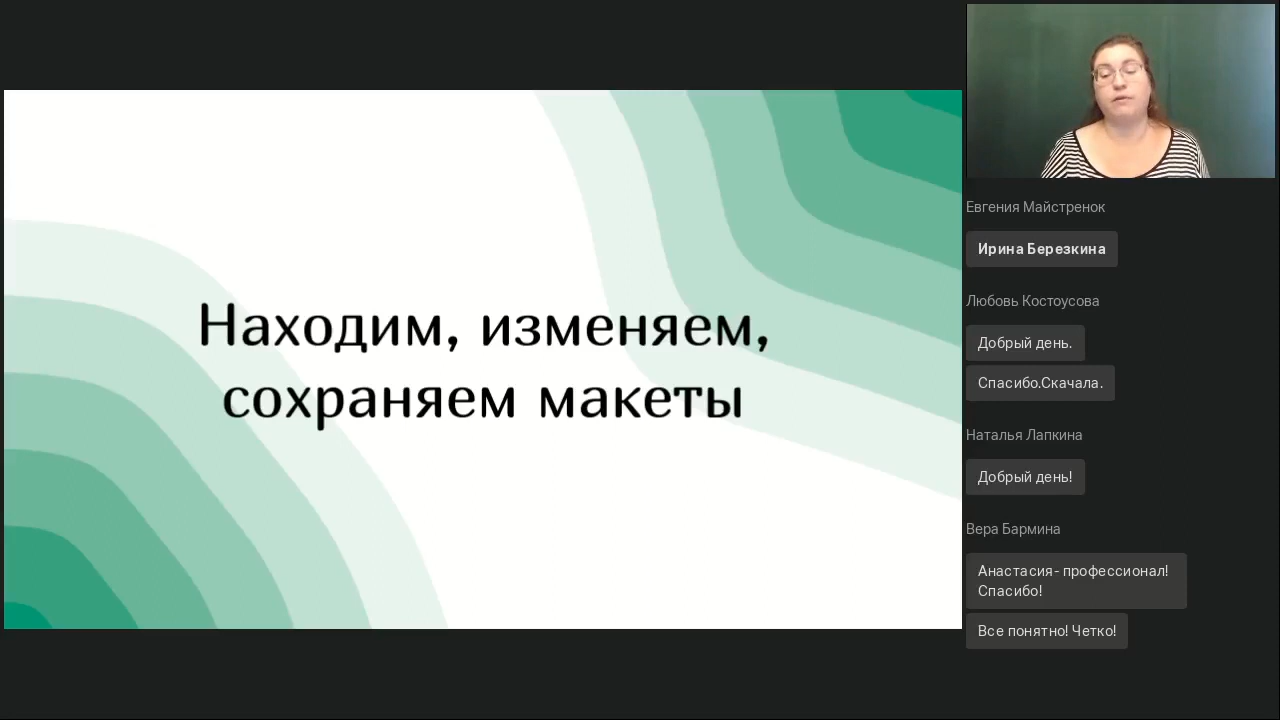 Находим, изменяем,
сохраняем макеты
Евгения Майстренок
Ирина Березкина
Любовь Костоусова
Добрый день.
Спасибо.Скачала.
Наталья Лапкина
Добрый день!
Вера Бармина
Анастасия- профессионал!
Спасибо!
Все понятно! Четко!